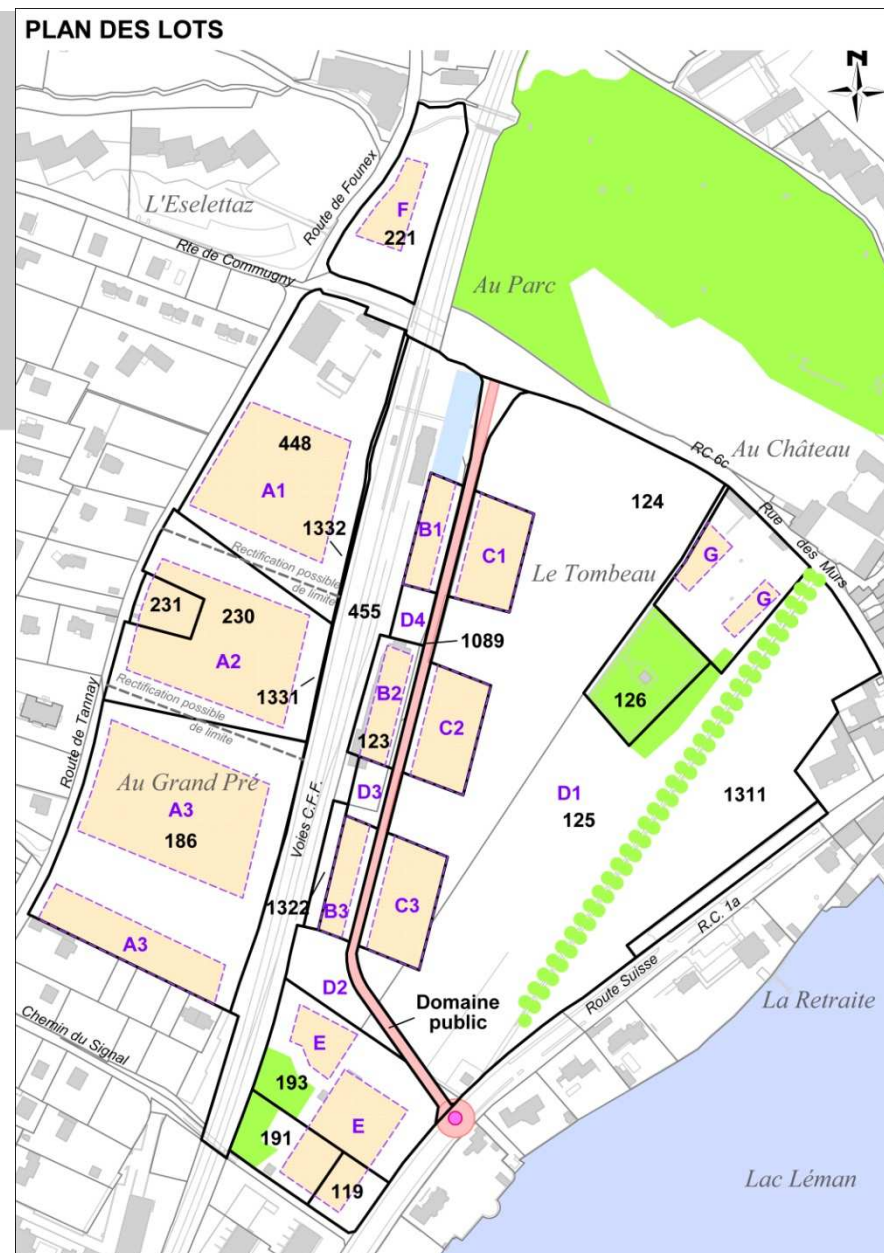 PLAN DES LOTS
N
L'Eselettaz
Route de Founex
F
221
Rte de Commugny
Au Parc
448
A1
1332
Rectification possible
de limite
RC 6c
Au Château
Rue des Murs
124
B1
C1
G
G
Le Tombeau
231
230
A2
1331
455
D4
1089
B2
123
C2
126
Rectification possible
de limite
Route de Tannay
Au Grand Pré
A3
186
Voies C.F.F.
D3
D1
125
1311
1322
B3
C3
A3
R.C. 1a
Route Suisse
D2
Domaine
public
La Retraite
Chemin du Signal
E
193
E
191
119
Lac Léman